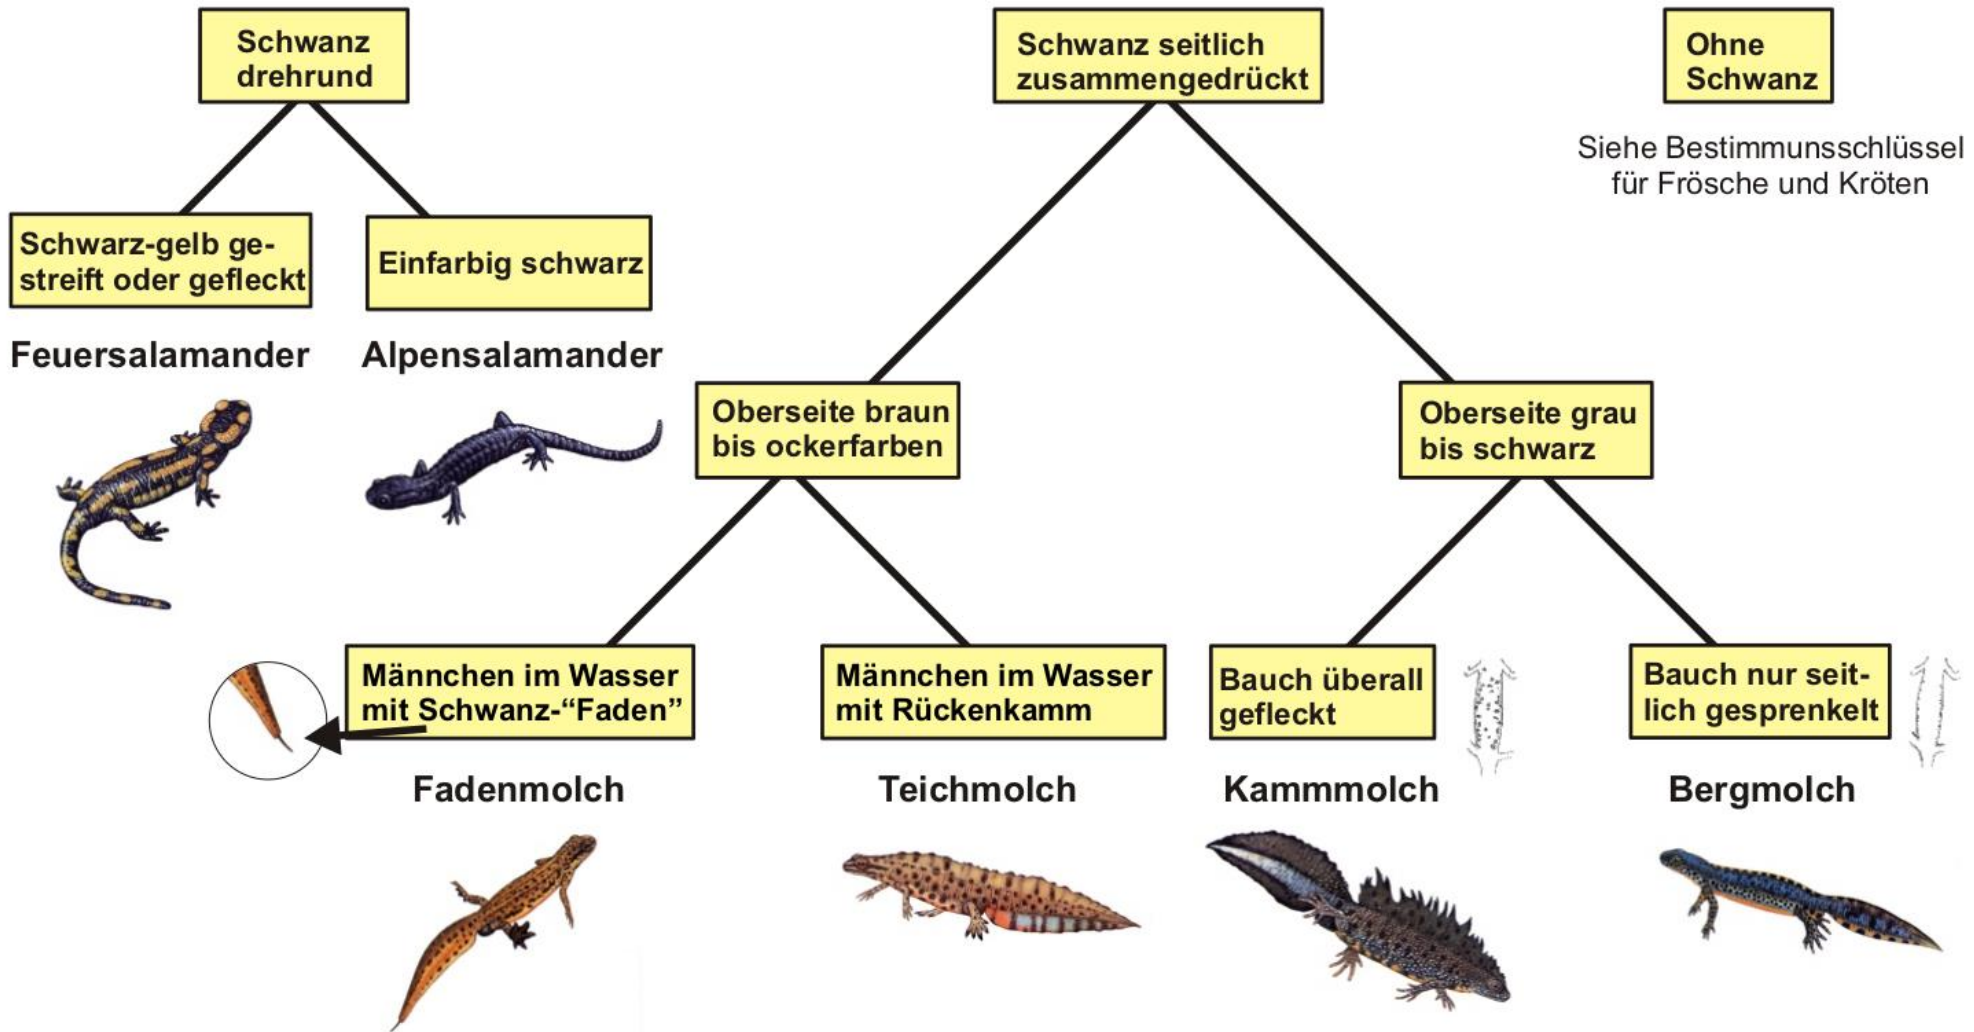 Schwanz
drehrund
Schwanz seitlich
zusammengedrückt
Ohne
Schwanz
Siehe Bestimmunsschlüssel
für Frösche und Kröten
Schwarz-gelb ge-
streift oder gefleckt
Einfarbig schwarz
Feuersalamander
Alpensalamander
Oberseite braun
bis ockerfarben
Oberseite grau
bis schwarz
Männchen im Wasser
mit Schwanz-“Faden”
Männchen im Wasser
mit Rückenkamm
Bauch überall
gefleckt
Bauch nur seit-
lich gesprenkelt
Fadenmolch
Teichmolch
Kammmolch
Bergmolch